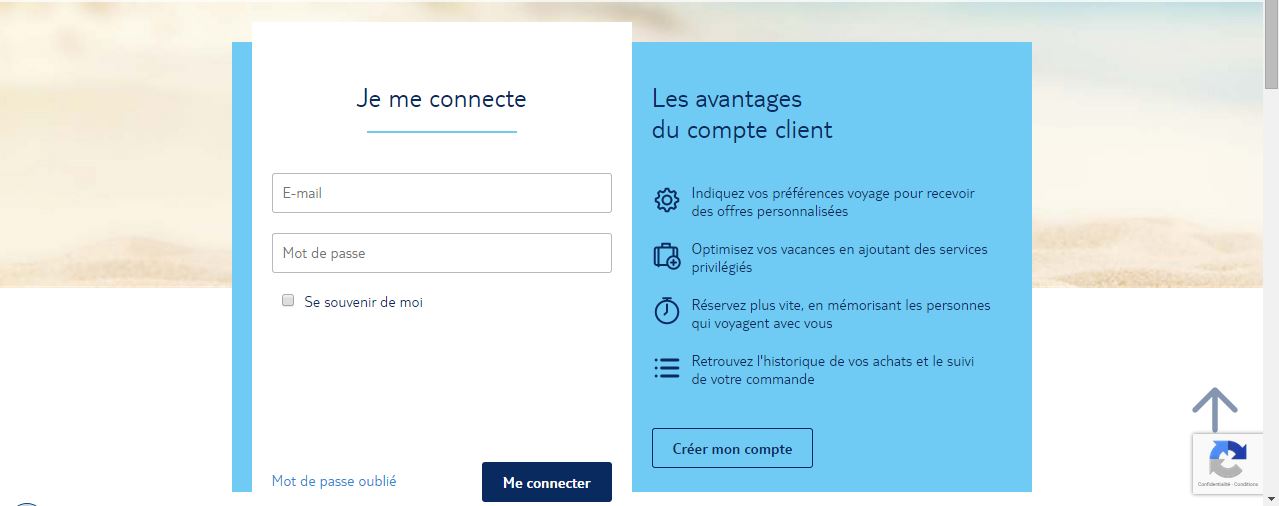 Je me connecte
E-mail
Mot de passe
Se souvenir de moi
Mot de passe oublié
Me connecter
Les avantages
du compte client
Indiquez vos préférences voyage pour recevoir
des offres personnalisées
Optimisez vos vacances en ajoutant des services
privilégiés
Réservez plus vite, en mémorisant les personnes
qui voyagent avec vous
Retrouvez l'historique de vos achats et le suivi
de votre commande
Créer mon compte
Confidentialité - Conditions